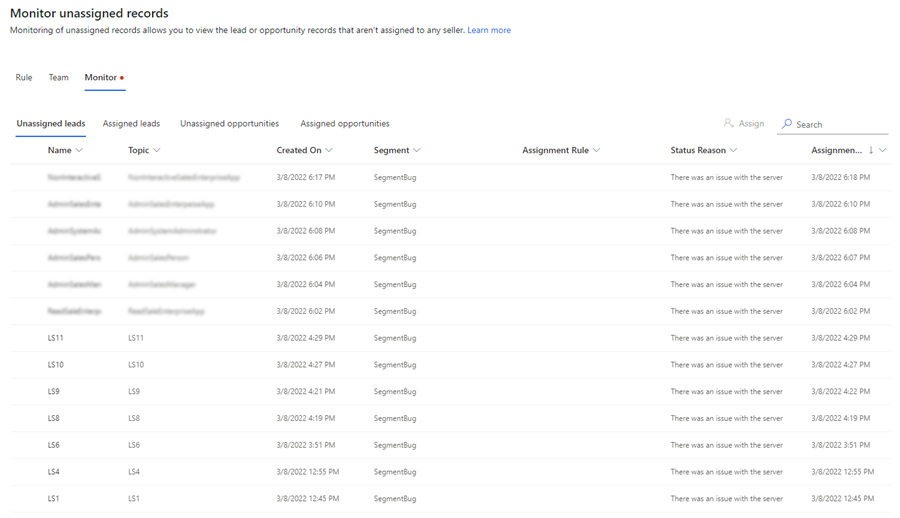 Monitor unassigned records
Monitoring of unassigned records allows you to view the lead or opportunity records that aren't assigned to any seller. Learn more
Rule Team Monitor
Unassigned leads Assigned leads Unassigned opportunities Assigned opportunities Assign Search
Name Topic Created On Segment Assignment Rule Status Reason Assignmen...
3/8/2022 6:17 PM SegmentBug There was an issue with the server 3/8/2022 6:18 PM
3/8/2022 6:10 PM SegmentBug There was an issue with the server 3/8/2022 6:10 PM
3/8/2022 6:08 PM SegmentBug There was an issue with the server 3/8/2022 6:08 PM
3/8/2022 6:06 PM SegmentBug There was an issue with the server 3/8/2022 6:07 PM
3/8/2022 6:04 PM SegmentBug There was an issue with the server 3/8/2022 6:04 PM
3/8/2022 6:02 PM SegmentBug There was an issue with the server 3/8/2022 6:02 PM
LS11 LS11 3/8/2022 4:29 PM SegmentBug There was an issue with the server 3/8/2022 4:29 PM
LS10 LS10 3/8/2022 4:27 PM SegmentBug There was an issue with the server 3/8/2022 4:27 PM
LS9 LS9 3/8/2022 4:21 PM SegmentBug There was an issue with the server 3/8/2022 4:22 PM
LS8 LS8 3/8/2022 4:19 PM SegmentBug There was an issue with the server 3/8/2022 4:19 PM
LS6 LS6 3/8/2022 3:51 PM SegmentBug There was an issue with the server 3/8/2022 3:51 PM
LS4 LS4 3/8/2022 12:55 PM SegmentBug There was an issue with the server 3/8/2022 12:55 PM
LS1 LS1 3/8/2022 12:45 PM SegmentBug There was an issue with the server 3/8/2022 12:45 PM